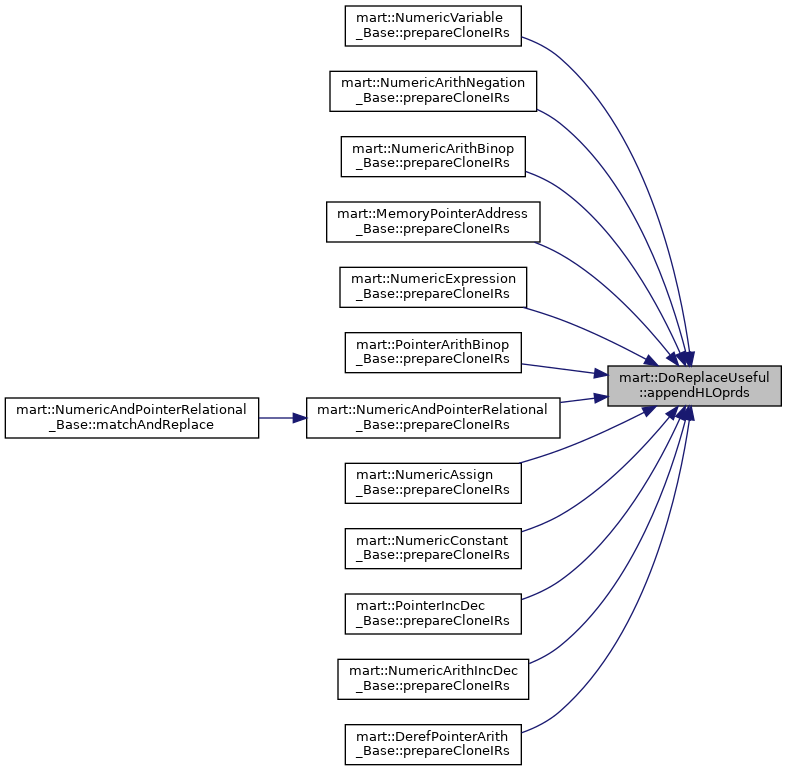 mart::NumericVariable
_Base::prepareCloneIRs
mart::NumericArithNegation
_Base::prepareCloneIRs
mart::NumericArithBinop
_Base::prepareCloneIRs
mart::MemoryPointerAddress
_Base::prepareCloneIRs
mart::NumericExpression
_Base::prepareCloneIRs
mart::PointerArithBinop
_Base::prepareCloneIRs
mart::DoReplaceUseful
::appendHLOprds
mart::NumericAndPointerRelational
_Base::matchAndReplace
mart::NumericAndPointerRelational
_Base::prepareCloneIRs
mart::NumericAssign
_Base::prepareCloneIRs
mart::NumericConstant
_Base::prepareCloneIRs
mart::PointerIncDec
_Base::prepareCloneIRs
mart::NumericArithIncDec
_Base::prepareCloneIRs
mart::DerefPointerArith
_Base::prepareCloneIRs